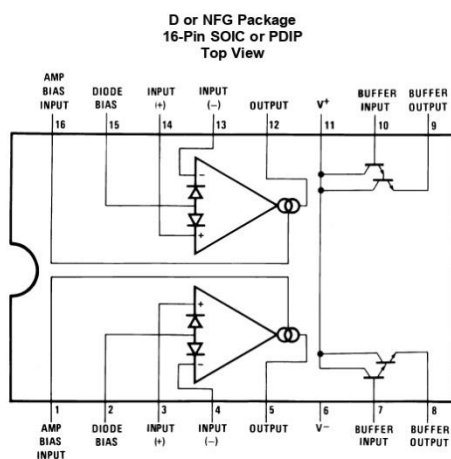 D or NFG Package
16-Pin SOIC or PDIP
Top View
AMP
BIAS
INPUT
DIODE
BIAS
INPUT
(+)
INPUT
(−)
OUTPUT
V+
BUFFER
INPUT
BUFFER
OUTPUT
16
15
14
13
12
11
10
9
−
+
+
−
1
2
3
4
5
6
7
8
AMP
BIAS
INPUT
DIODE
BIAS
INPUT
(+)
INPUT
(−)
OUTPUT
V−
BUFFER
INPUT
BUFFER
OUTPUT